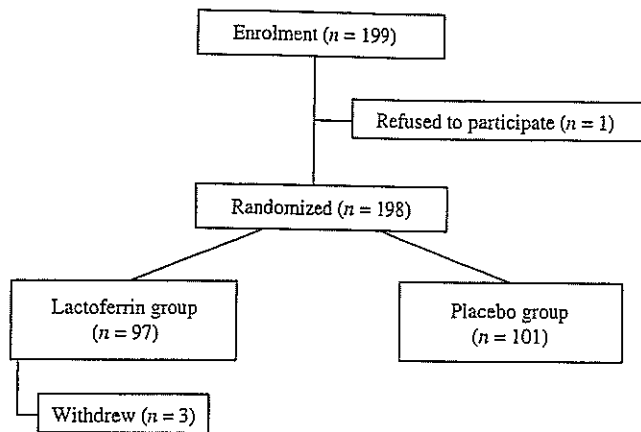 Enrolment (n = 199)
Refused to participate (n = 1)
Randomized (n = 198)
Lactoferrin group
(n = 97)
Placebo group
(n = 101)
Withdrew (n = 3)